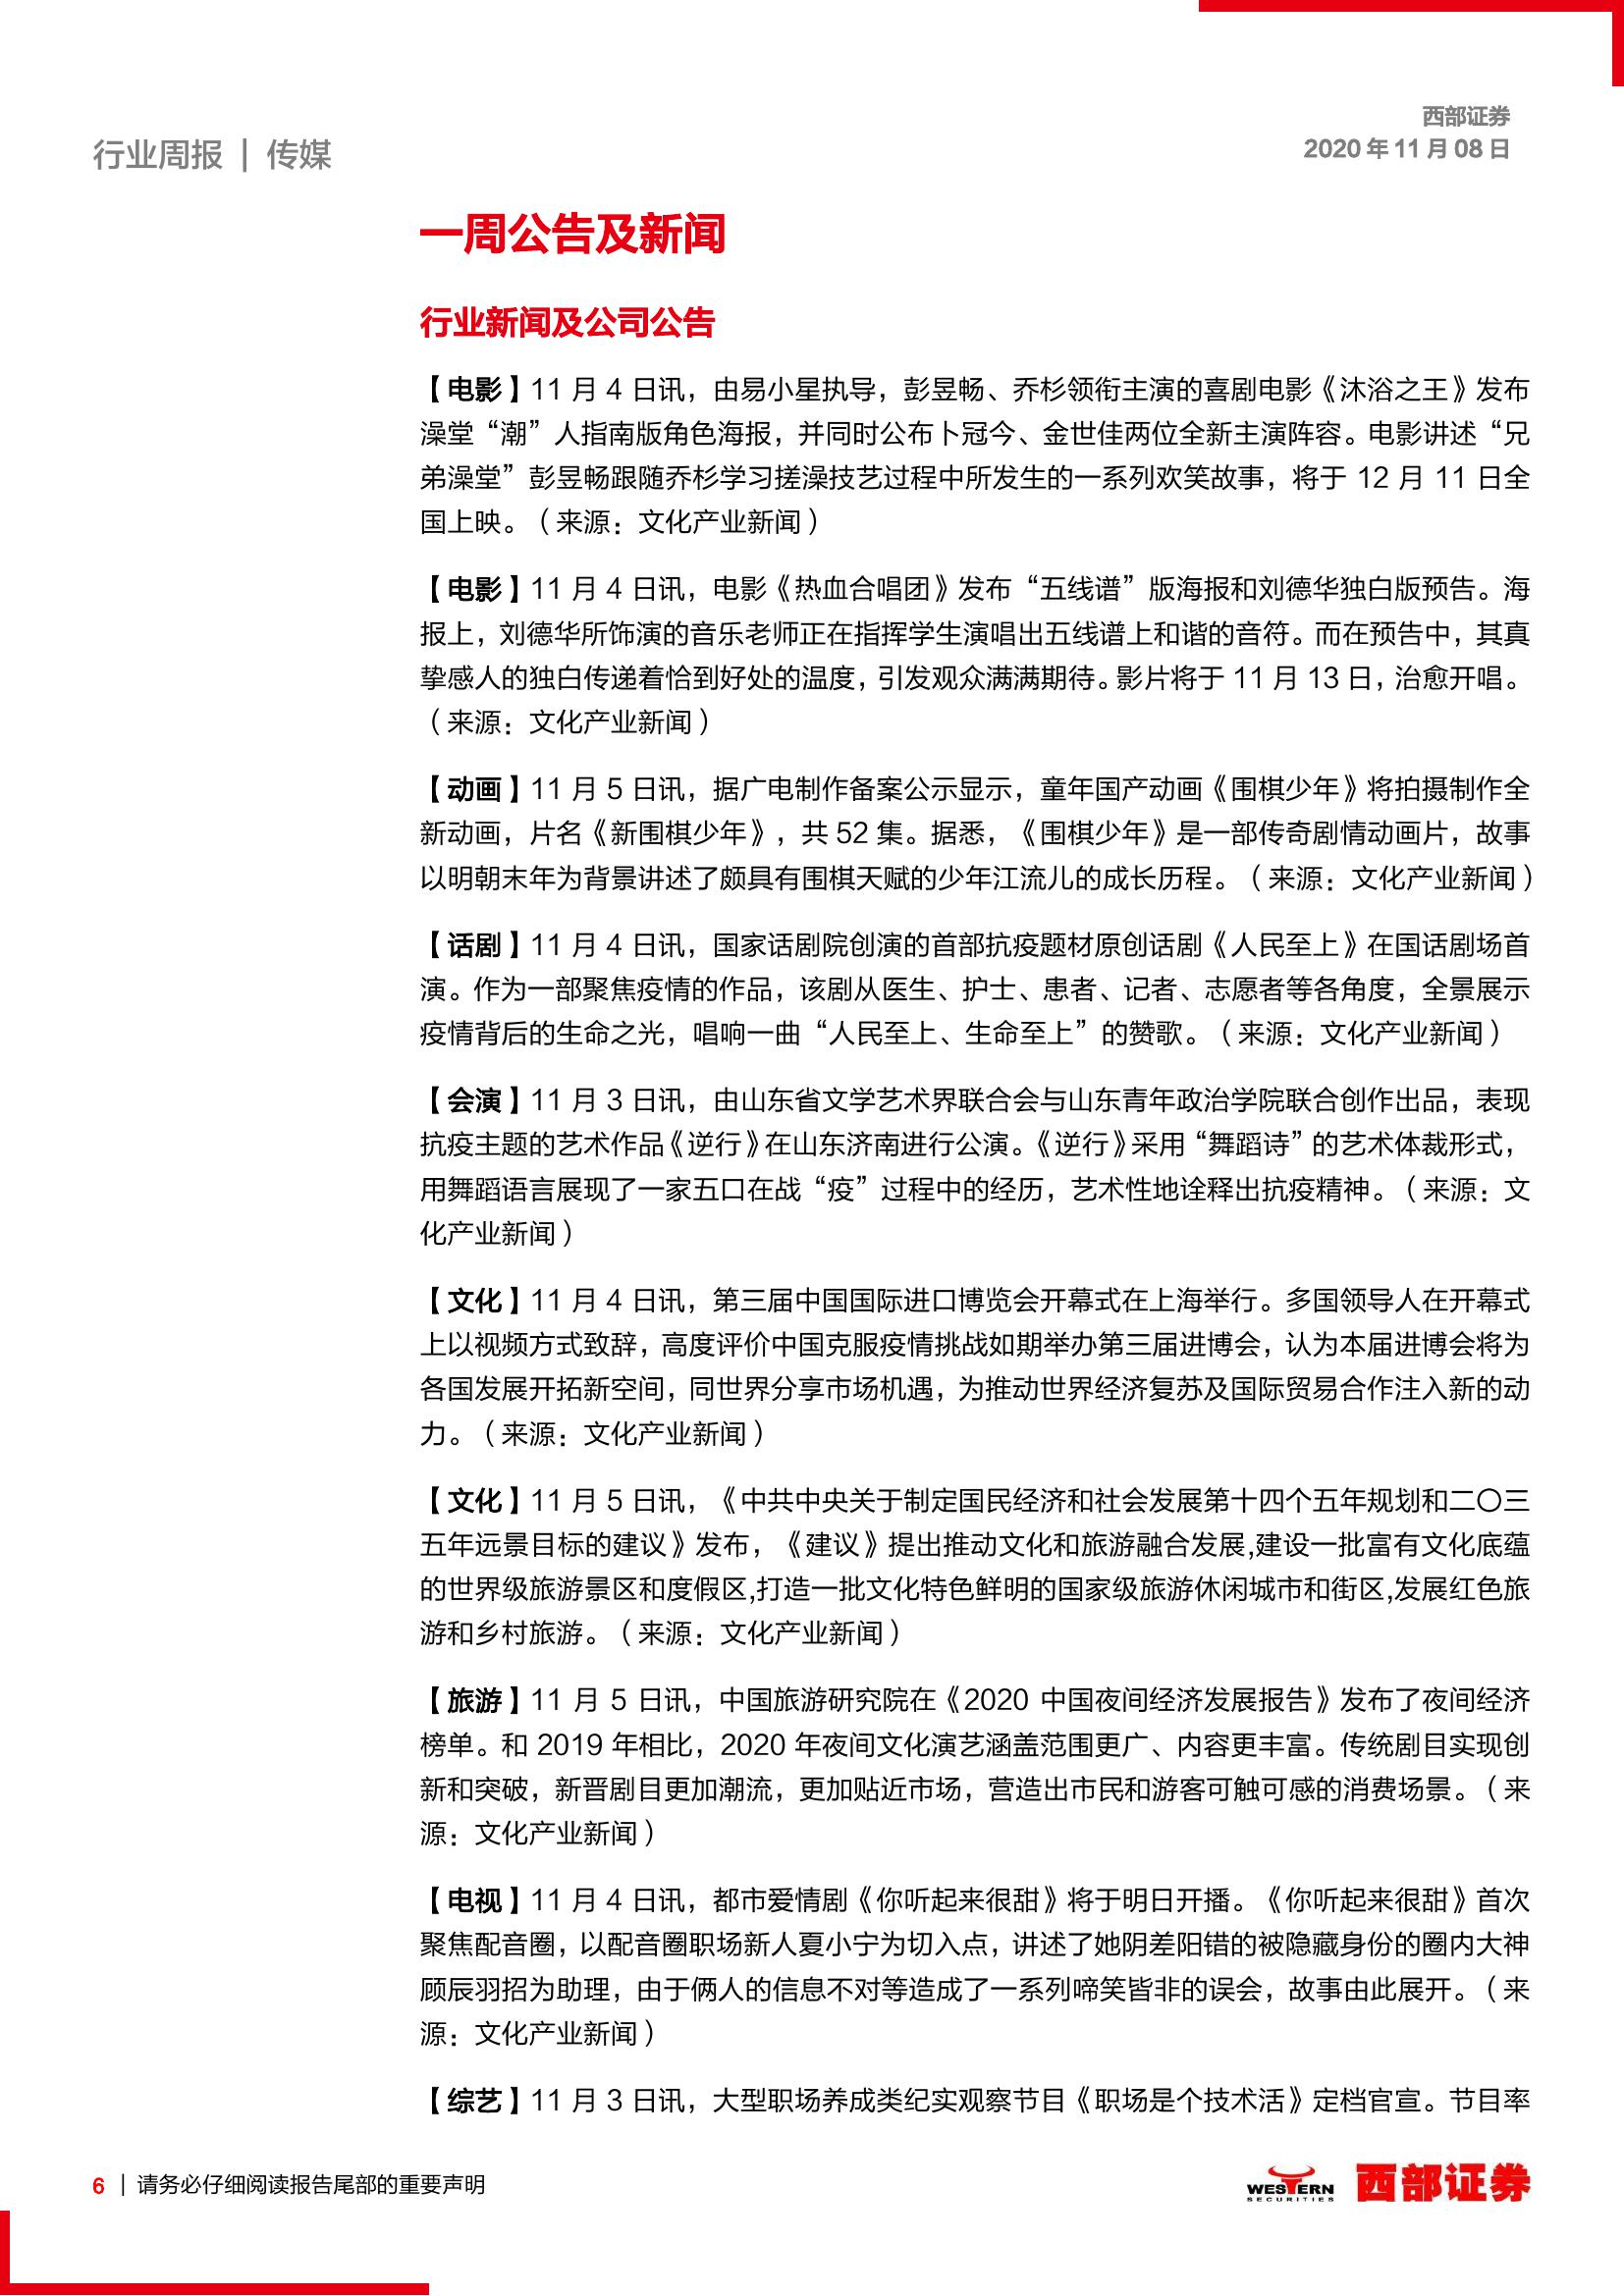 西部证券
行业周报 | 传媒
2020 年 11 月 08 日
一周公告及新闻
行业新闻及公司公告
【电影】11 月 4 日讯，由易小星执导，彭昱畅、乔杉领衔主演的喜剧电影《沐浴之王》发布
澡堂“潮”人指南版角色海报，并同时公布卜冠今、金世佳两位全新主演阵容。电影讲述“兄
弟澡堂”彭昱畅跟随乔杉学习搓澡技艺过程中所发生的一系列欢笑故事，将于 12 月 11 日全
国上映。（来源：文化产业新闻）
【电影】11 月 4 日讯，电影《热血合唱团》发布“五线谱”版海报和刘德华独白版预告。海
报上，刘德华所饰演的音乐老师正在指挥学生演唱出五线谱上和谐的音符。而在预告中，其真
挚感人的独白传递着恰到好处的温度，引发观众满满期待。影片将于 11 月 13 日，治愈开唱。
（来源：文化产业新闻）
【动画】11 月 5 日讯，据广电制作备案公示显示，童年国产动画《围棋少年》将拍摄制作全
新动画，片名《新围棋少年》，共 52 集。据悉，《围棋少年》是一部传奇剧情动画片，故事
以明朝末年为背景讲述了颇具有围棋天赋的少年江流儿的成长历程。（来源：文化产业新闻）
【话剧】11 月 4 日讯，国家话剧院创演的首部抗疫题材原创话剧《人民至上》在国话剧场首
演。作为一部聚焦疫情的作品，该剧从医生、护士、患者、记者、志愿者等各角度，全景展示
疫情背后的生命之光，唱响一曲“人民至上、生命至上”的赞歌。（来源：文化产业新闻）
【会演】11 月 3 日讯，由山东省文学艺术界联合会与山东青年政治学院联合创作出品，表现
抗疫主题的艺术作品《逆行》在山东济南进行公演。《逆行》采用“舞蹈诗”的艺术体裁形式，
用舞蹈语言展现了一家五口在战“疫”过程中的经历，艺术性地诠释出抗疫精神。（来源：文
化产业新闻）
【文化】11 月 4 日讯，第三届中国国际进口博览会开幕式在上海举行。多国领导人在开幕式
上以视频方式致辞，高度评价中国克服疫情挑战如期举办第三届进博会，认为本届进博会将为
各国发展开拓新空间，同世界分享市场机遇，为推动世界经济复苏及国际贸易合作注入新的动
力。（来源：文化产业新闻）
【文化】11 月 5 日讯，《中共中央关于制定国民经济和社会发展第十四个五年规划和二〇三
五年远景目标的建议》发布，《建议》提出推动文化和旅游融合发展,建设一批富有文化底蕴
的世界级旅游景区和度假区,打造一批文化特色鲜明的国家级旅游休闲城市和街区,发展红色旅
游和乡村旅游。（来源：文化产业新闻）
【旅游】11 月 5 日讯，中国旅游研究院在《2020 中国夜间经济发展报告》发布了夜间经济
榜单。和 2019 年相比，2020 年夜间文化演艺涵盖范围更广、内容更丰富。传统剧目实现创
新和突破，新晋剧目更加潮流，更加贴近市场，营造出市民和游客可触可感的消费场景。（来
源：文化产业新闻）
【电视】11 月 4 日讯，都市爱情剧《你听起来很甜》将于明日开播。《你听起来很甜》首次
聚焦配音圈，以配音圈职场新人夏小宁为切入点，讲述了她阴差阳错的被隐藏身份的圈内大神
顾辰羽招为助理，由于俩人的信息不对等造成了一系列啼笑皆非的误会，故事由此展开。（来
源：文化产业新闻）
【综艺】11 月 3 日讯，大型职场养成类纪实观察节目《职场是个技术活》定档官宣。节目率
6 | 请务必仔细阅读报告尾部的重要声明
WESTERN
SECURITIES
西部证券